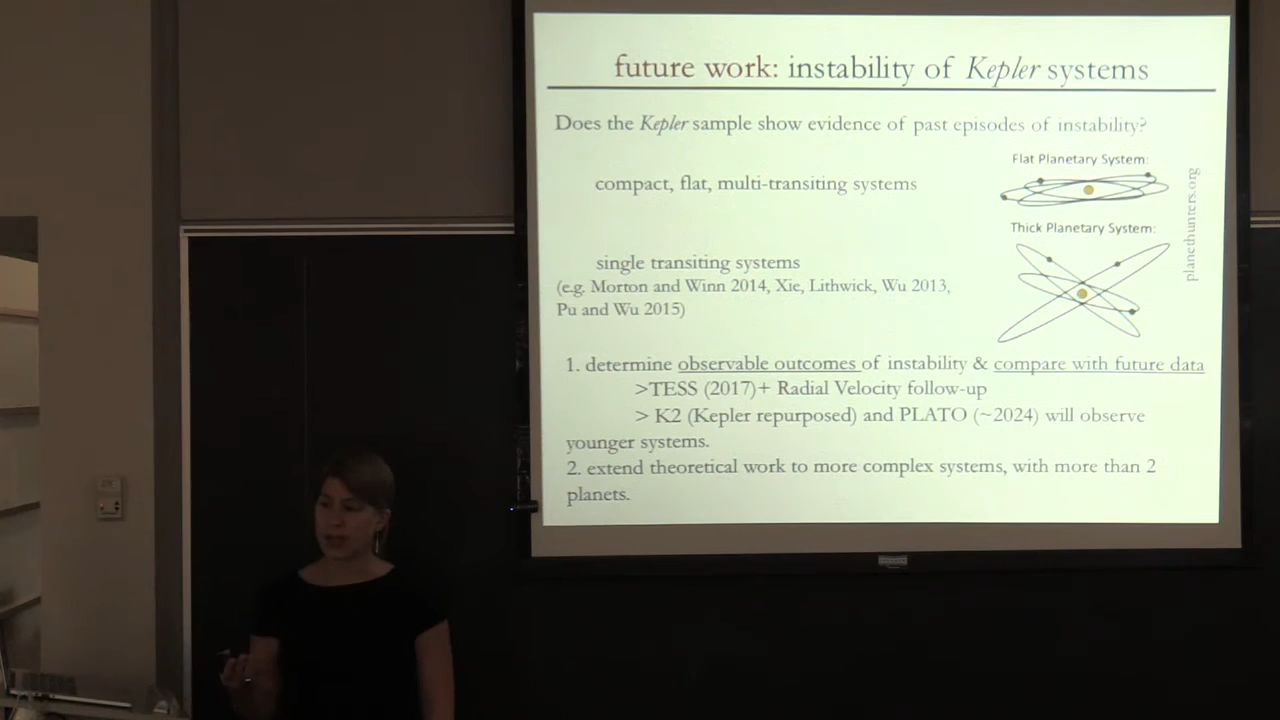 future work: instability of Kepler systems
Does the Kepler sample show evidence of past episodes of instability?
Flat Planetary System:
compact, flat, multi-transiting systems
Thick Planetary System:
single transiting systems
(e.g. Morton and Winn 2014, Xie, Lithwick, Wu 2013,
Pu and Wu 2015)
planethunters.org
1. determine observable outcomes of instability & compare with future data
>TESS (2017)+ Radial Velocity follow-up
> K2 (Kepler repurposed) and PLATO (~2024) will observe
younger systems.
2. extend theoretical work to more complex systems, with more than 2
planets.